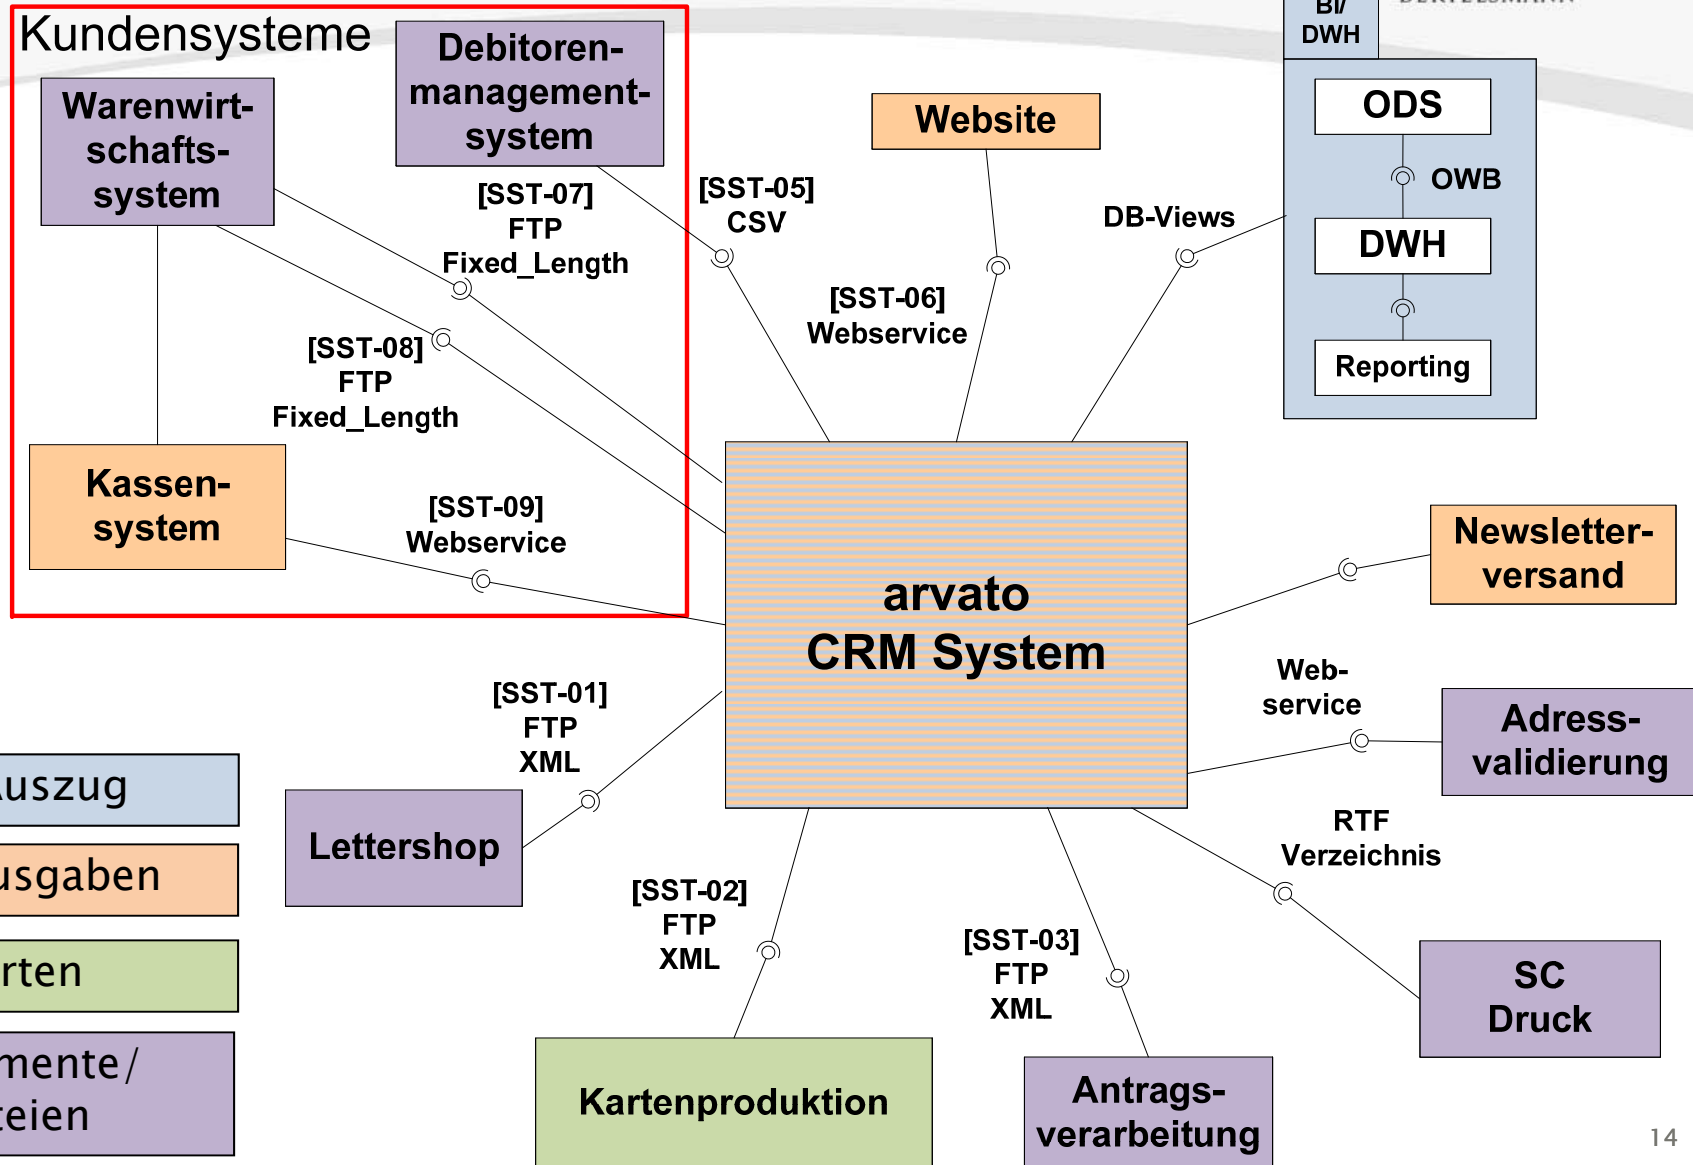 Kundensysteme
Debitoren-
management-
system
Warenwirt-
schafts-
system
Website
BI/
DWH
ODS
OWB
DWH
Reporting
[SST-07]
FTP
Fixed_Length
[SST-05]
CSV
[SST-06]
Webservice
DB-Views
[SST-08]
FTP
Fixed_Length
Kassen-
system
[SST-09]
Webservice
arvato
CRM System
Newsletter-
versand
Web-
service
Adress-
validierung
[SST-01]
FTP
XML
Lettershop
RTF
Verzeichnis
[SST-02]
FTP
XML
[SST-03]
FTP
XML
SC
Druck
Kartenproduktion
Antrags-
verarbeitung
Auszug
usgaben
rten
mente/
teien
14